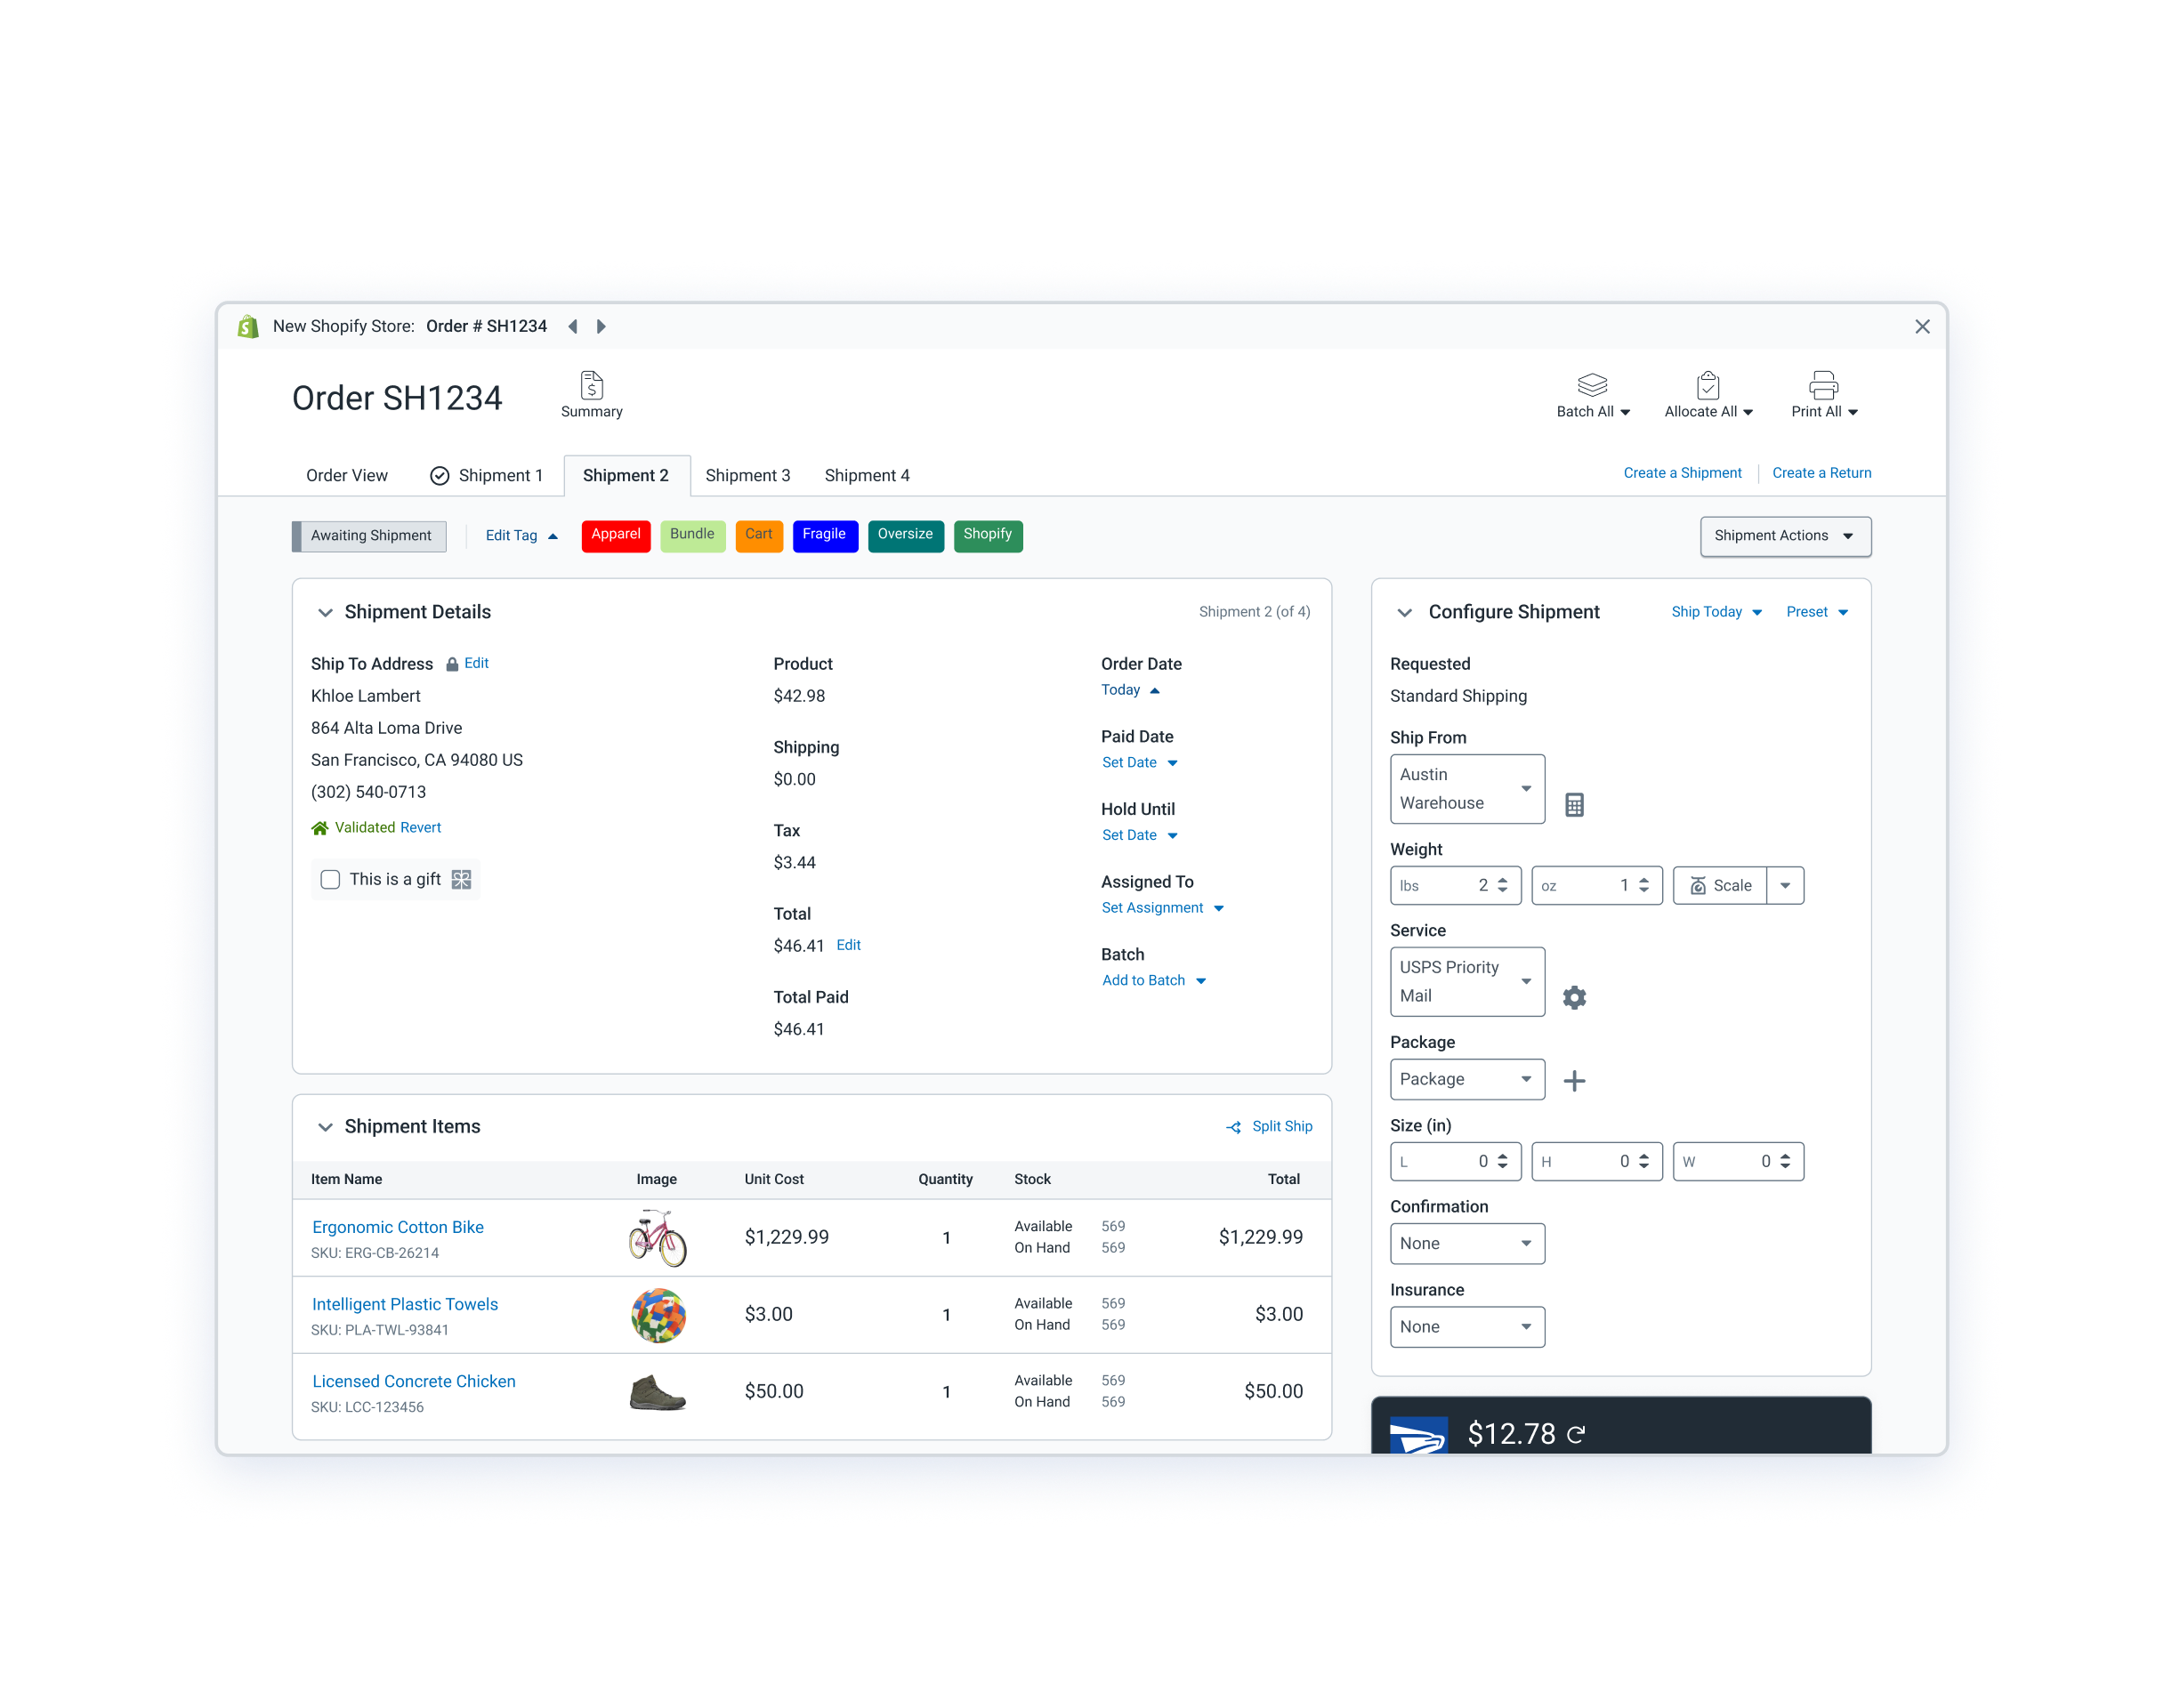 New Shopify Store: Order # SH1234
Order SH1234
Summary
Batch All
Allocate All
Print All
Order View
Shipment 1
Shipment 2
Shipment 3
Shipment 4
Create a Shipment
Create a Return
Awaiting Shipment
Edit Tag
Apparel
Bundle
Cart
Fragile
Oversize
Shopify
Shipment Actions
Shipment Details
Shipment 2 (of 4)
Ship To Address Edit
Khloe Lambert
864 Alta Loma Drive
San Francisco, CA 94080 US
(302) 540-0713
Validated Revert
This is a gift
Product
$42.98
Shipping
$0.00
Tax
$3.44
Total
$46.41 Edit
Total Paid
$46.41
Order Date
Today
Paid Date
Set Date
Hold Until
Set Date
Assigned To
Set Assignment
Batch
Add to Batch
Shipment Items
Split Ship
Item Name Image Unit Cost Quantity Stock Total
Ergonomic Cotton Bike
SKU: ERG-CB-26214
$1,229.99
1
Available 569
On Hand 569
$1,229.99
Intelligent Plastic Towels
SKU: PLA-TWL-93841
$3.00
1
Available 569
On Hand 569
$3.00
Licensed Concrete Chicken
SKU: LCC-123456
$50.00
1
Available 569
On Hand 569
$50.00
Configure Shipment
Ship Today
Preset
Requested
Standard Shipping
Ship From
Austin
Warehouse
Weight
lbs 2
oz 1
Scale
Service
USPS Priority
Mail
Package
Package
Size (in)
L 0
H 0
W 0
Confirmation
None
Insurance
None
$12.78